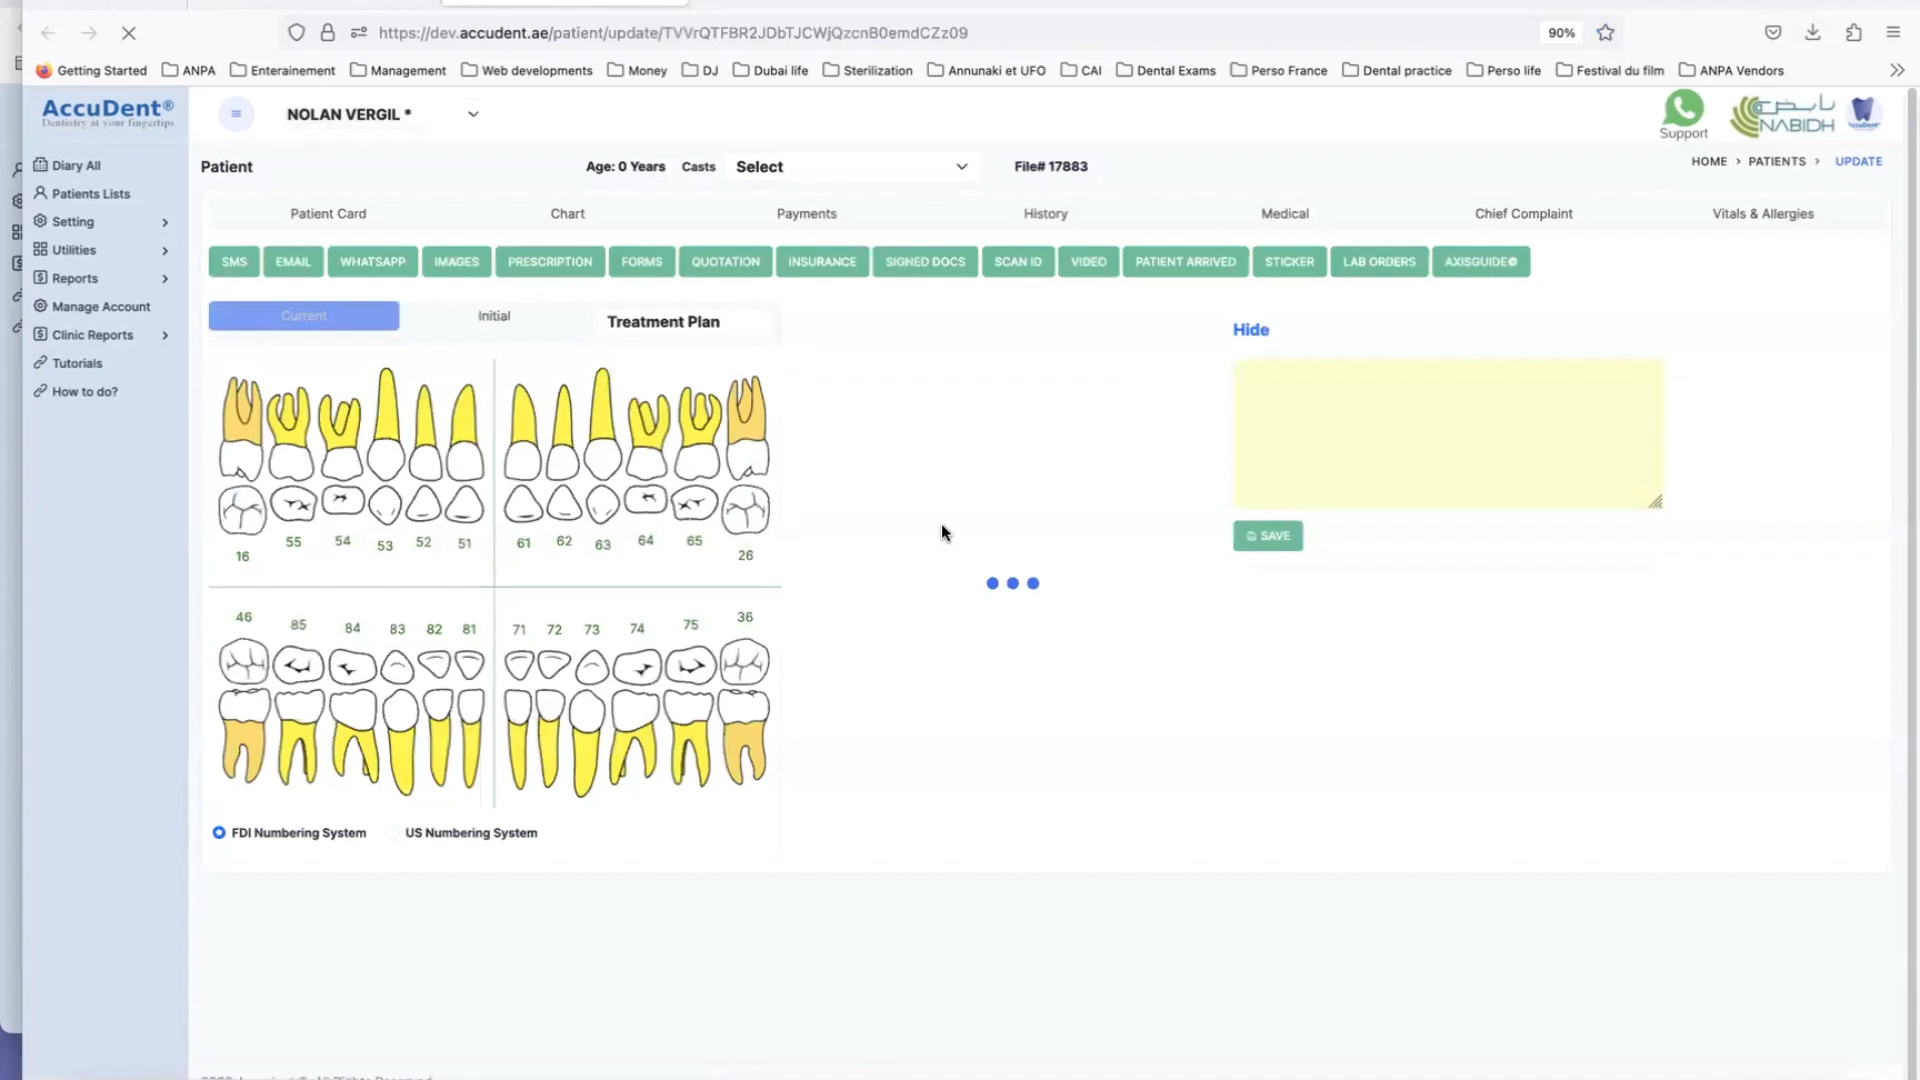 https://dev.accudent.ae/patient/update/TVVrQTFBR2JDbTJCWjQzcnB0emdCZz09
90%
Getting Started ANPA Enterainement Management Web developments Money DJ Dubai life Sterilization Annunaki et UFO CAI Dental Exams Perso France Dental practice Perso life Festival du film ANPA Vendors
AccuDent®
Dentistry at your fingertips
NOLAN VERGIL *
Support
نابض
NABIDH
AccuDent
Diary All
Patients Lists
Setting
Utilities
Reports
Manage Account
Clinic Reports
Tutorials
How to do?
Patient
Age: 0 Years Casts Select File# 17883
HOME > PATIENTS > UPDATE
Patient Card Chart Payments History Medical Chief Complaint Vitals & Allergies
SMS EMAIL WHATSAPP IMAGES PRESCRIPTION FORMS QUOTATION INSURANCE SIGNED DOCS SCAN ID VIDEO PATIENT ARRIVED STICKER LAB ORDERS AXISGUIDE©
Current Initial Treatment Plan
Hide
SAVE
16 55 54 53 52 51 61 62 63 64 65 26
46 85 84 83 82 81 71 72 73 74 75 36
FDI Numbering System US Numbering System